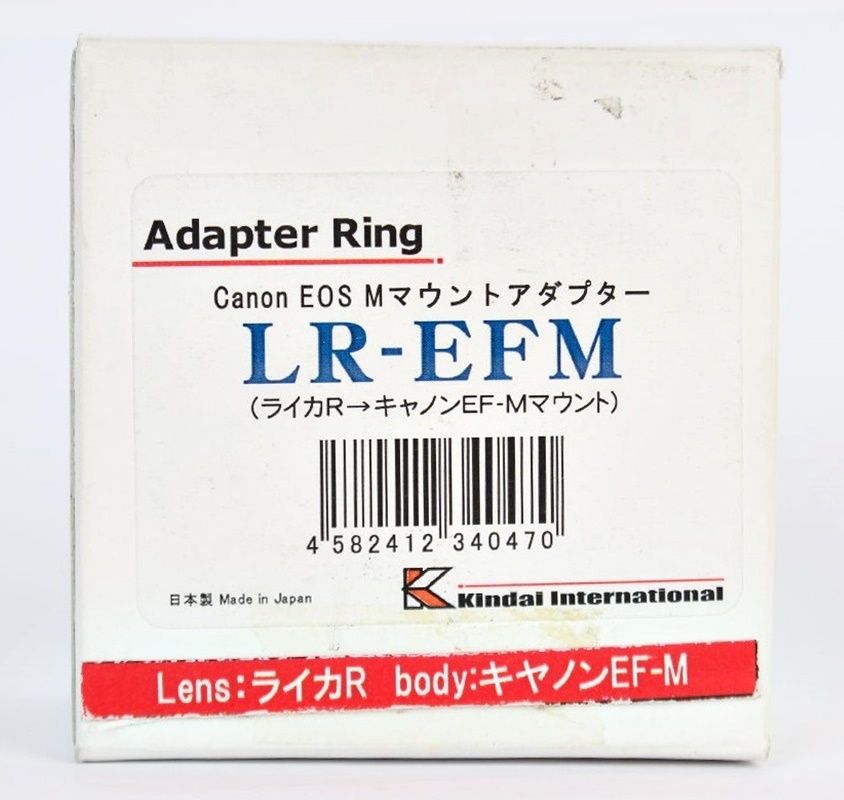 Adapter Ring
Canon EOS Mマウントアダプター
LR-EFM
(ライカR→キャノンEF-Mマウント)
4 582412 340470
日本製 Made in Japan
K Kindai International
Lens:ライカR body:キヤノンEF-M